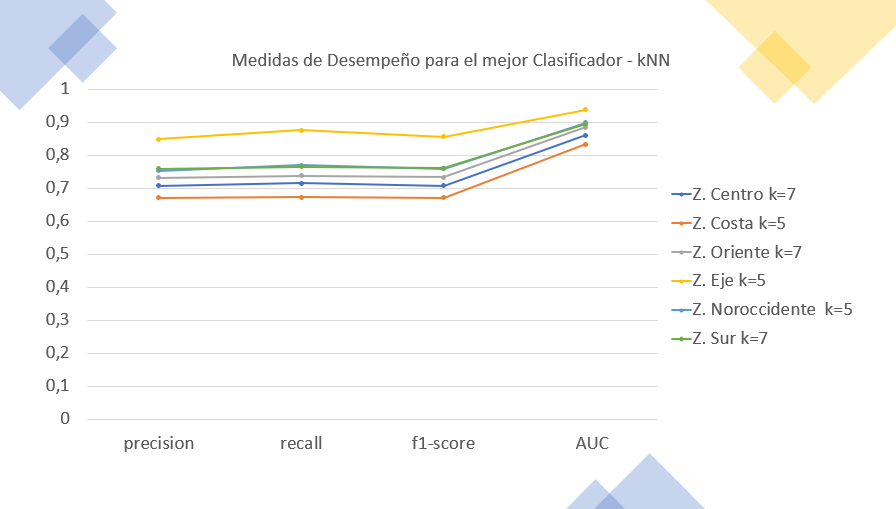 Medidas de Desempeño para el mejor Clasificador - kNN
1
0,9
0,8
0,7
0,6
0,5
0,4
0,3
0,2
0,1
0
precision recall f1-score AUC
Z. Centro k=7
Z. Costa k=5
Z. Oriente k=7
Z. Eje k=5
Z. Noroccidente k=5
Z. Sur k=7